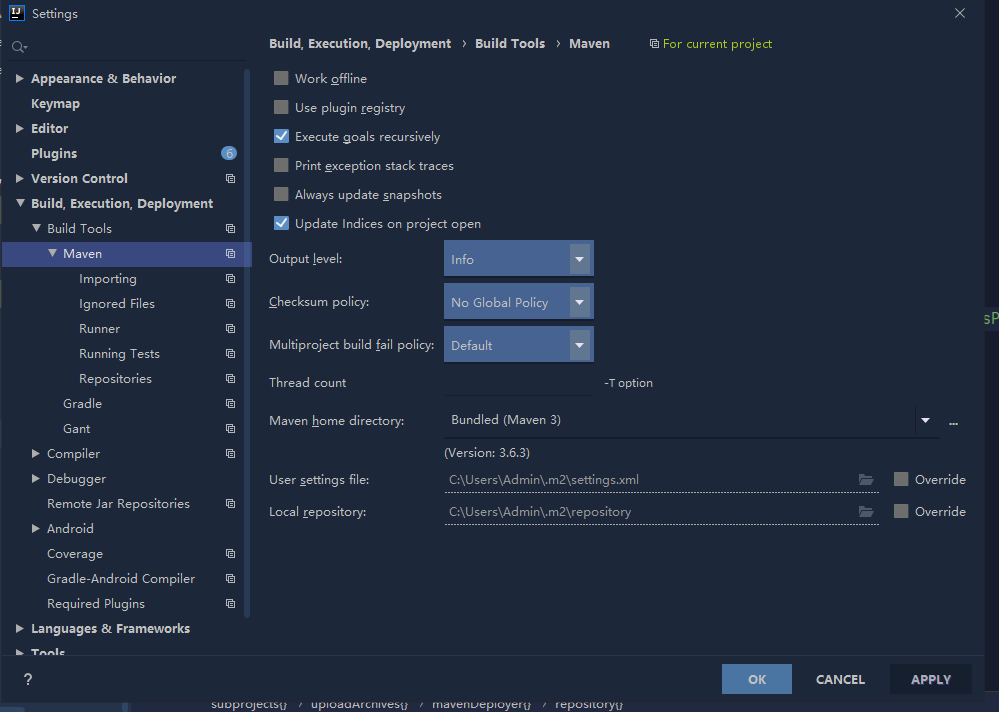 Settings
Build, Execution, Deployment › Build Tools › Maven For current project
Appearance & Behavior
Keymap
Editor
Plugins 6
Version Control
Build, Execution, Deployment
Build Tools
Maven
Importing
Ignored Files
Runner
Running Tests
Repositories
Gradle
Gant
Compiler
Debugger
Remote Jar Repositories
Android
Coverage
Gradle-Android Compiler
Required Plugins
Languages & Frameworks
Tools
Work offline
Use plugin registry
Execute goals recursively
Print exception stack traces
Always update snapshots
Update Indices on project open
Output level: Info
Checksum policy: No Global Policy
Multiproject build fail policy: Default
Thread count -T option
Maven home directory: Bundled (Maven 3) ...
(Version: 3.6.3)
User settings file: C:\Users\Admin\.m2\settings.xml Override
Local repository: C:\Users\Admin\.m2\repository Override
sP
? OK CANCEL APPLY
subprojects{} › uploadArchives{} › mavenDeployer{} › repository{}